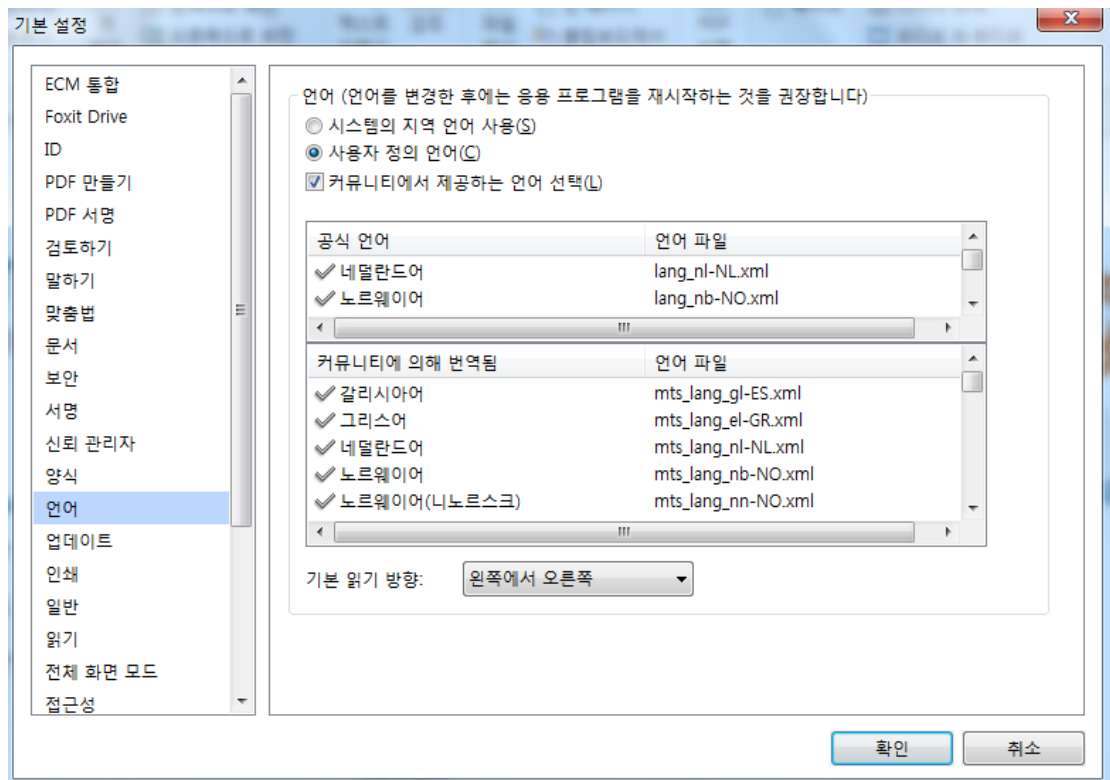 기본 설정
ECM 통합
Foxit Drive
ID
PDF 만들기
PDF 서명
검토하기
말하기
맞춤법
문서
보안
서명
신뢰 관리자
양식
언어
업데이트
인쇄
일반
읽기
전체 화면 모드
접근성
언어 (언어를 변경한 후에는 응용 프로그램을 재시작하는 것을 권장합니다)
시스템의 지역 언어 사용(S)
사용자 정의 언어(C)
커뮤니티에서 제공하는 언어 선택(L)
공식 언어 언어 파일
네덜란드어 lang_nl-NL.xml
노르웨이어 lang_nb-NO.xml
커뮤니티에 의해 번역됨 언어 파일
갈리시아어 mts_lang_gl-ES.xml
그리스어 mts_lang_el-GR.xml
네덜란드어 mts_lang_nl-NL.xml
노르웨이어 mts_lang_nb-NO.xml
노르웨이어(니노르스크) mts_lang_nn-NO.xml
기본 읽기 방향: 왼쪽에서 오른쪽
확인 취소